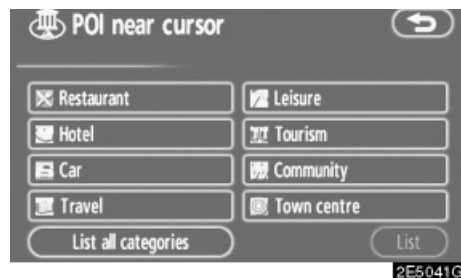 POI near cursor
Restaurant
Leisure
Hotel
Tourism
Car
Community
Travel
Town centre
List all categories
List
2E5041G